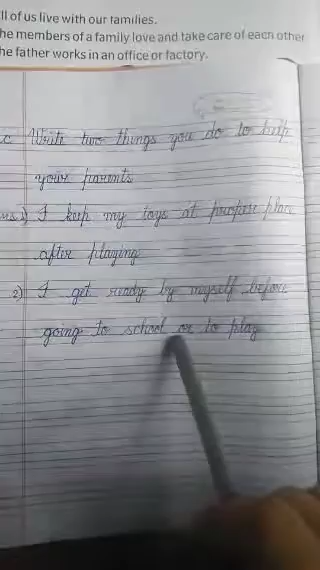 ll of us live with our families.
he members of a family love and take care of each other
he father works in an office or factory.
c Write two things you do to help
your parents
Ans 1) I keep my toys at purpose place
after playing
2) I get ready by myself before
going to school or to play